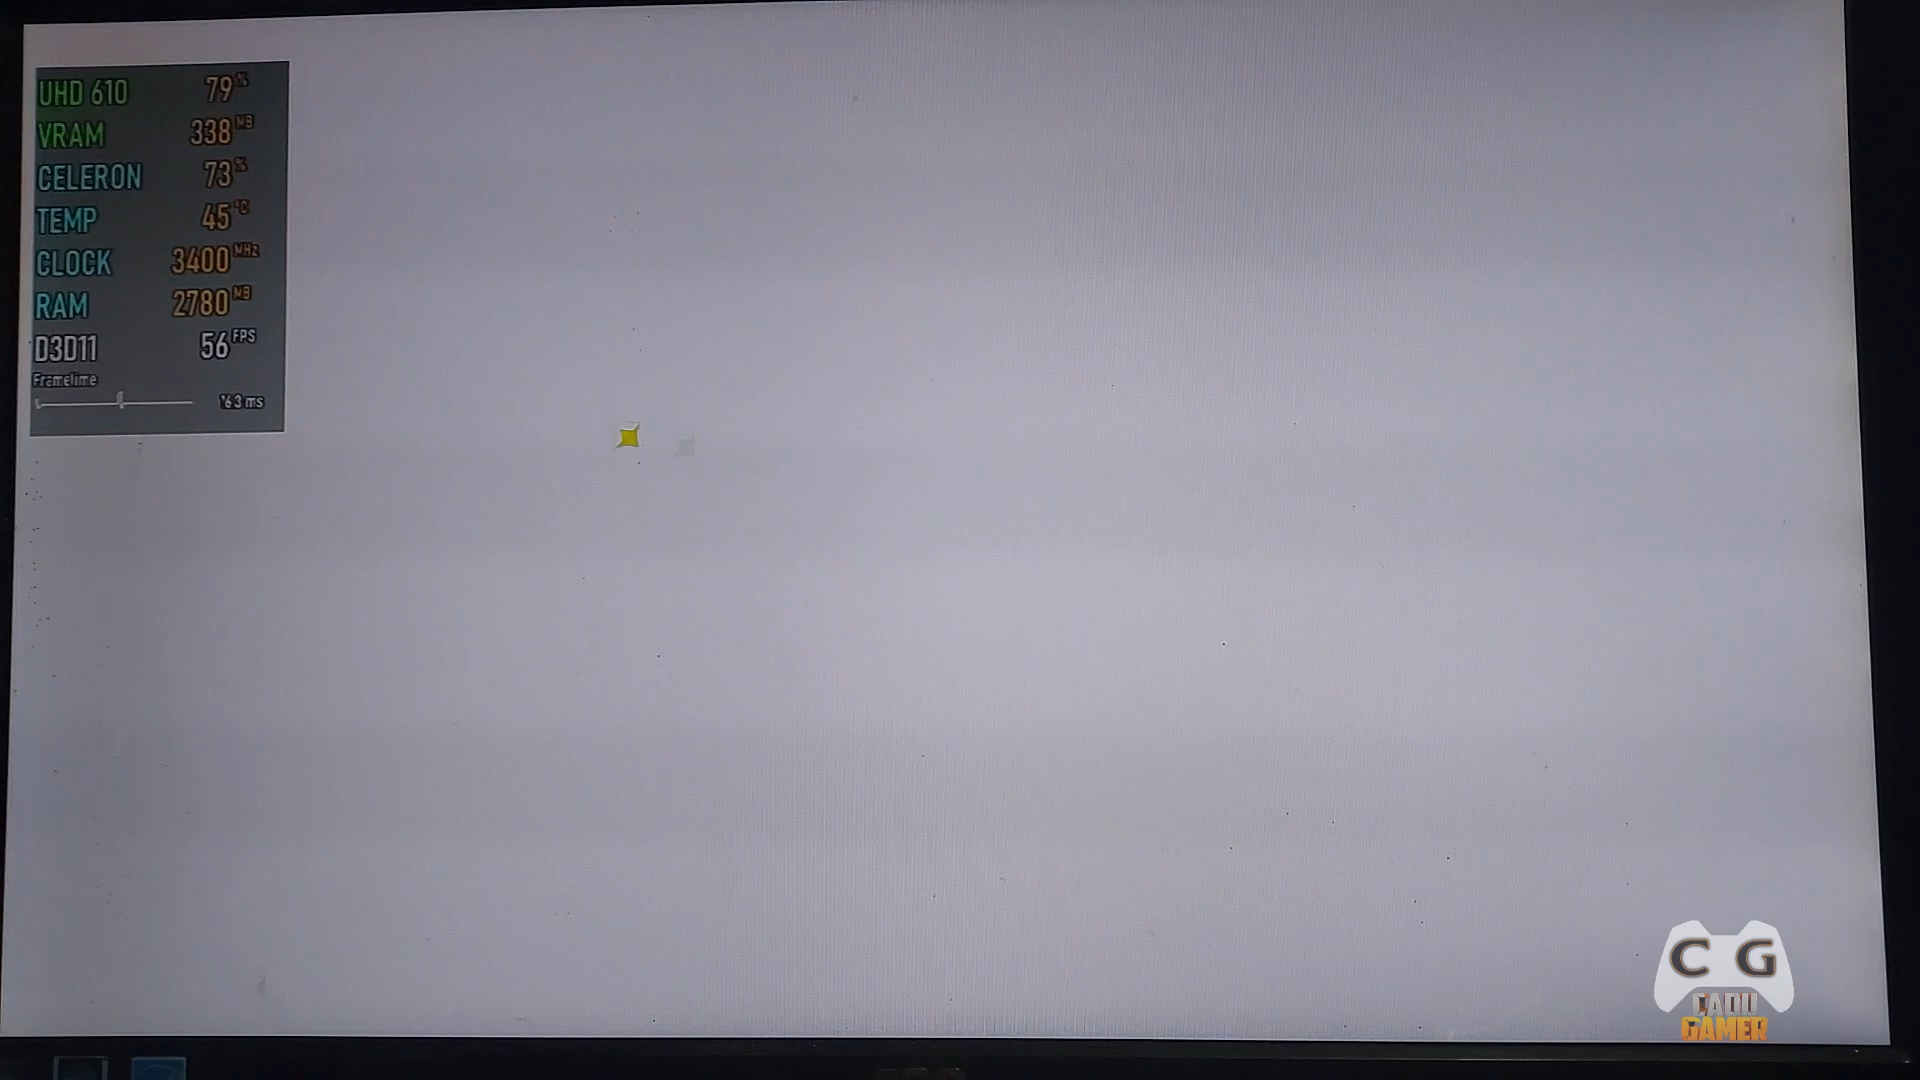 UHD 610 79%
VRAM 338 MB
CELERON 73%
TEMP 45°C
CLOCK 3400 MHz
RAM 2780 MB
D3D11 56 FPS
Frametime
C G
CADU
GAMER